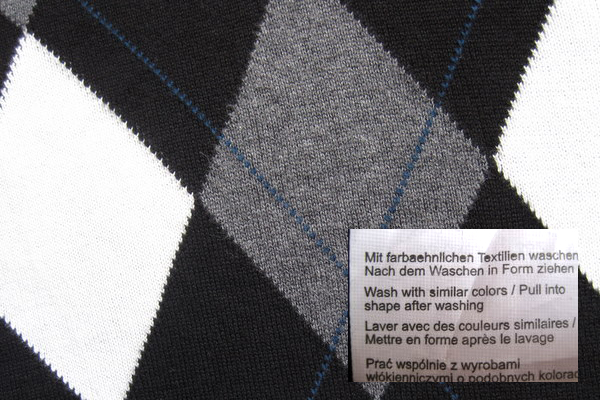 Mit farbaehnlichen Textilien waschen
Nach dem Waschen in Form ziehen
Wash with similar colors / Pull into
shape after washing
Laver avec des couleurs similaires /
Mettre en forme après le lavage
Prać wspólnie z wyrobami
włókienniczymi o podobnych kolorac